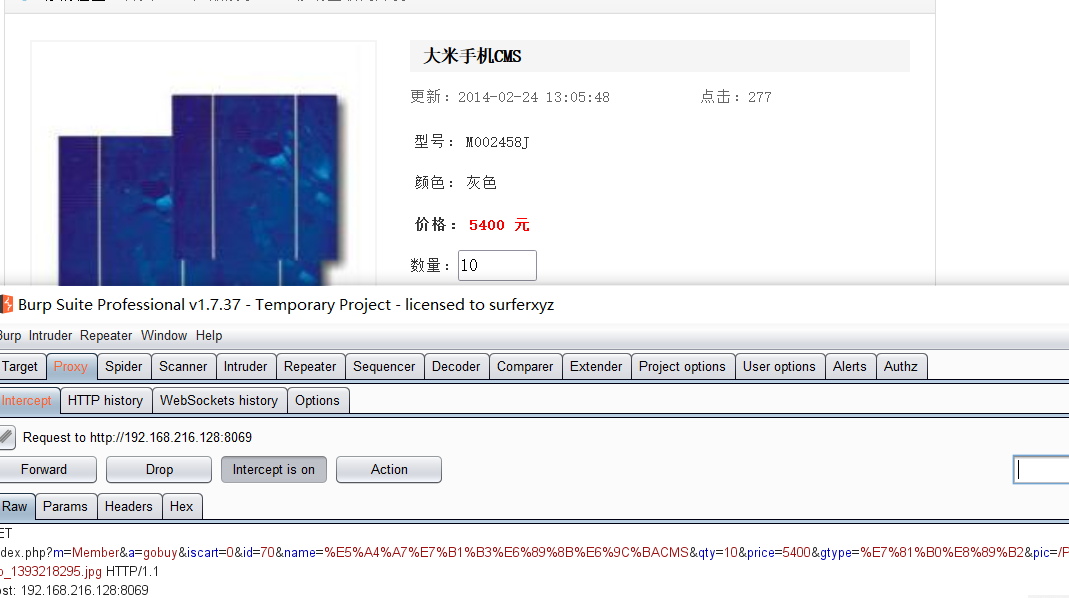 大米手机CMS
更新：2014-02-24 13:05:48 点击：277
型号：M002458J
颜色：灰色
价格：5400 元
数量：10
Burp Suite Professional v1.7.37 - Temporary Project - licensed to surferxyz
Burp Intruder Repeater Window Help
Target Proxy Spider Scanner Intruder Repeater Sequencer Decoder Comparer Extender Project options User options Alerts Authz
Intercept HTTP history WebSockets history Options
Request to http://192.168.216.128:8069
Forward Drop Intercept is on Action
Raw Params Headers Hex
ET
dex.php?m=Member&a=gobuy&iscart=0&id=70&name=%E5%A4%A7%E7%B1%B3%E6%89%8B%E6%9C%BACMS&qty=10&price=5400&gtype=%E7%81%B0%E8%89%B2&pic=/P
o_1393218295.jpg HTTP/1.1
ost: 192.168.216.128:8069